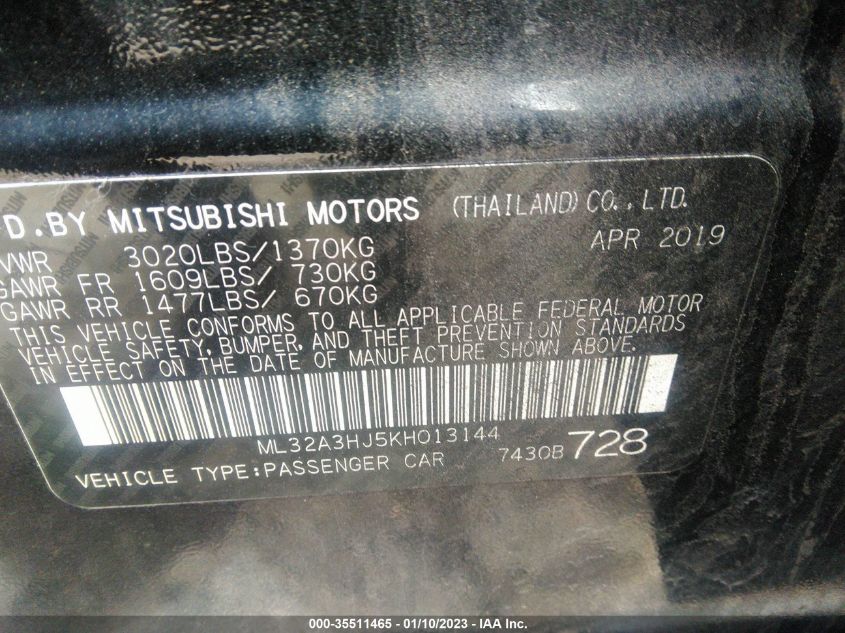 D.BY MITSUBISHI MOTORS (THAILAND) CO., LTD.
APR 2019
VWR 3020LBS/1370KG
GAWR FR 1609LBS/ 730KG
GAWR RR 1477LBS/ 670KG
THIS VEHICLE CONFORMS TO ALL APPLICABLE FEDERAL MOTOR
VEHICLE SAFETY, BUMPER, AND THEFT PREVENTION STANDARDS
IN EFFECT ON THE DATE OF MANUFACTURE SHOWN ABOVE.
ML32A3HJ5KH013144
VEHICLE TYPE:PASSENGER CAR 7430B 728
000-35511465 - 01/10/2023 - IAA Inc.